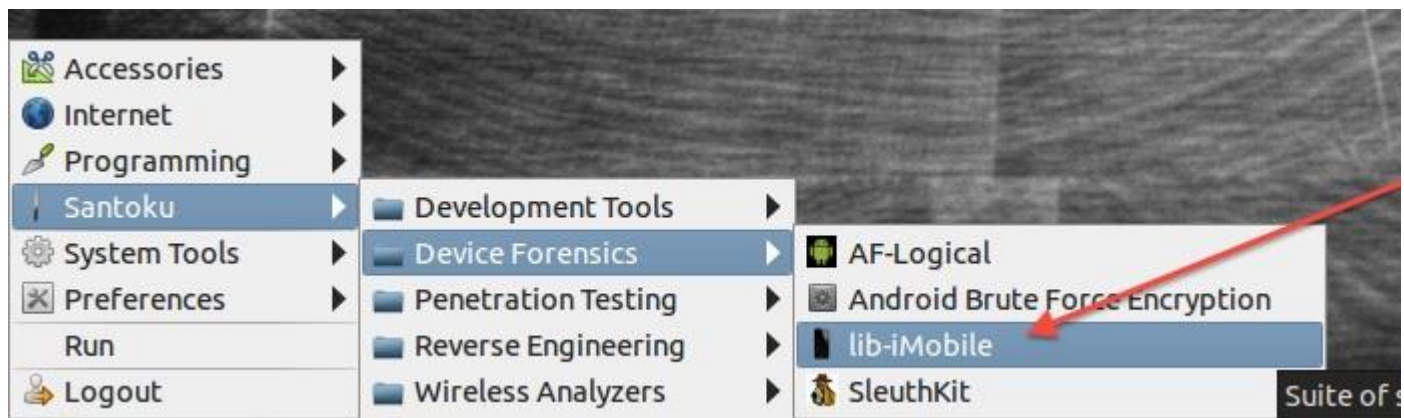 Accessories
Internet
Programming
Santoku
System Tools
Preferences
Run
Logout
Development Tools
Device Forensics
Penetration Testing
Reverse Engineering
Wireless Analyzers
AF-Logical
Android Brute Force Encryption
lib-iMobile
SleuthKit
Suite of s